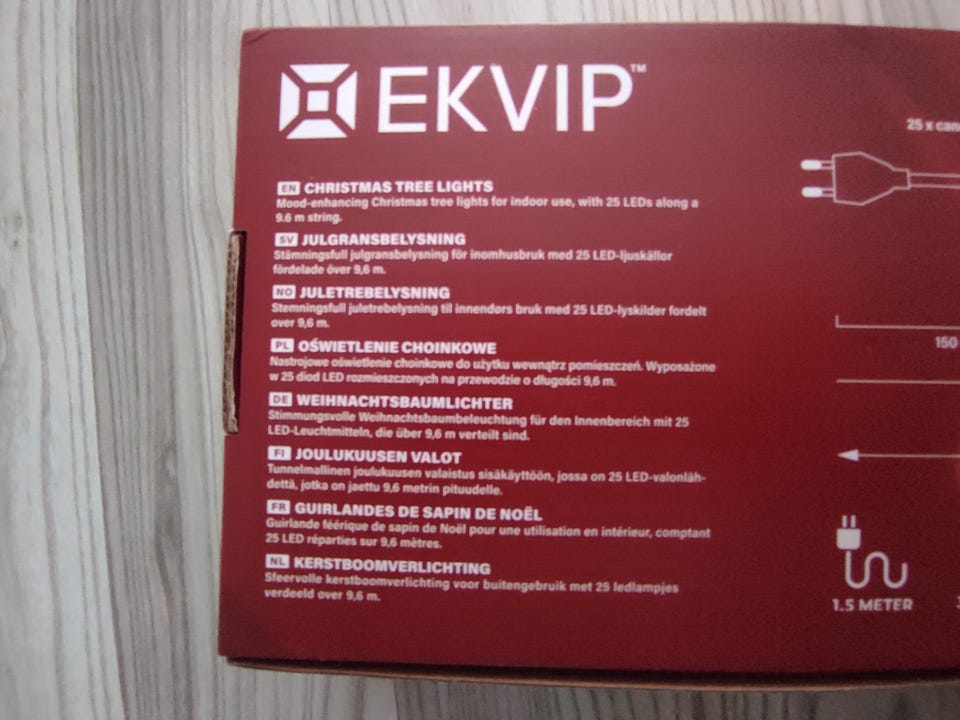 EKVIP™
EN CHRISTMAS TREE LIGHTS
Mood-enhancing Christmas tree lights for indoor use, with 25 LEDs along a
9.6 m string.
SV JULGRANSBELYSNING
Stämningsfull julgransbelysning för inomhusbruk med 25 LED-ljuskällor
fördelade över 9,6 m.
NO JULETREBELYSNING
Stemningsfull juletrebelysning til innendørs bruk med 25 LED-lyskilder fordelt
over 9,6 m.
PL OŚWIETLENIE CHOINKOWE
Nastrojowe oświetlenie choinkowe do użytku wewnątrz pomieszczeń. Wyposażone
w 25 diod LED rozmieszczonych na przewodzie o długości 9,6 m.
DE WEIHNACHTSBAUMLICHTER
Stimmungsvolle Weihnachtsbaumbeleuchtung für den Innenbereich mit 25
LED-Leuchtmitteln, die über 9,6 m verteilt sind.
FI JOULUKUUSEN VALOT
Tunnelmallinen joulukuusen valaistus sisäkäyttöön, jossa on 25 LED-valonläh-
dettä, jotka on jaettu 9,6 metrin pituudelle.
FR GUIRLANDES DE SAPIN DE NOËL
Guirlande féérique de sapin de Noël pour une utilisation en intérieur, comptant
25 LED réparties sur 9,6 mètres.
NL KERSTBOOMVERLICHTING
Sfeervolle kerstboomverlichting voor buitengebruik met 25 ledlampjes
verdeeld over 9,6 m.
25 x can
150
1.5 METER